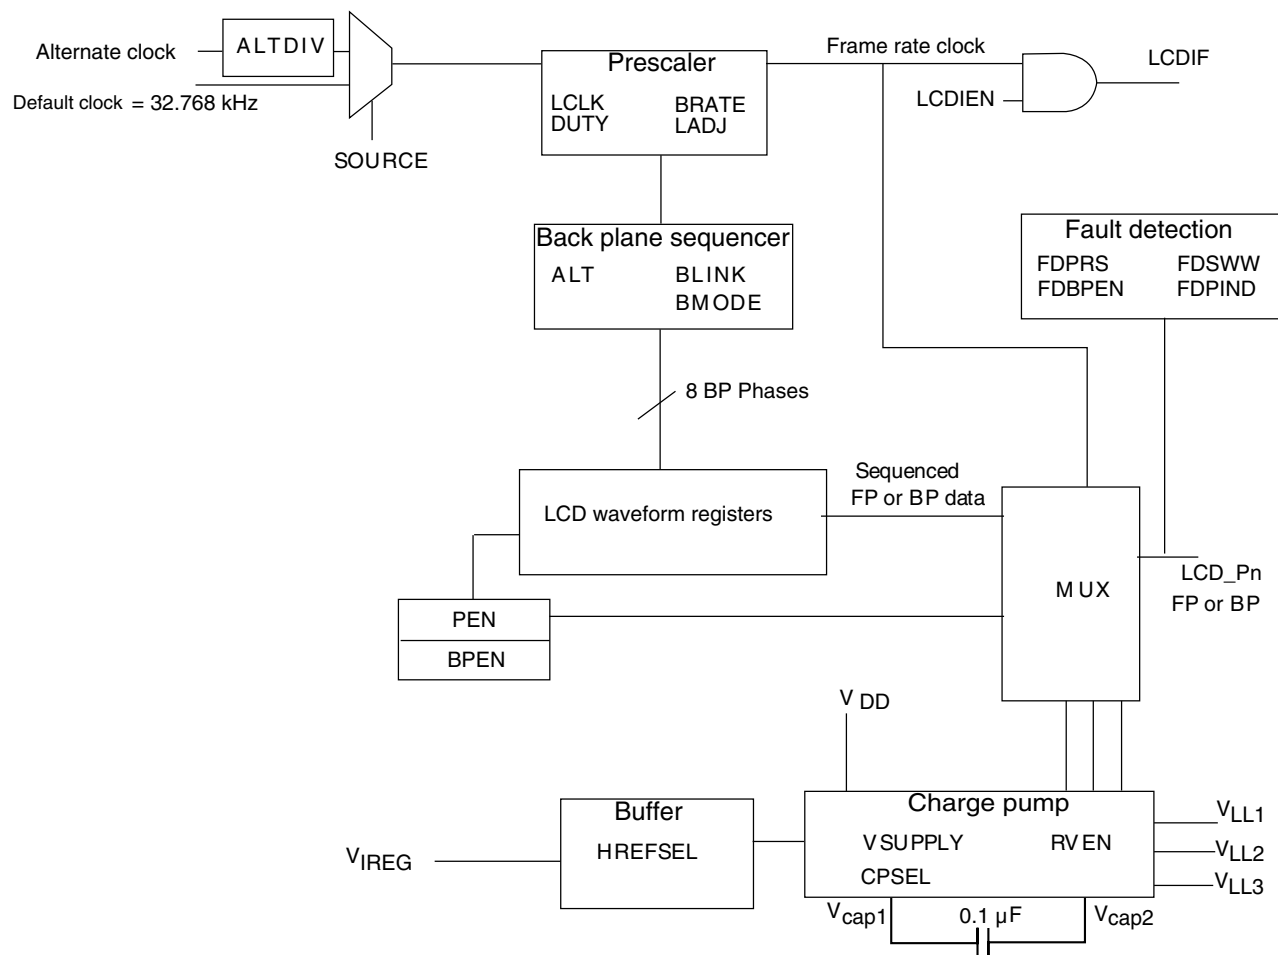 Alternate clock
ALTDIV
Default clock = 32.768 kHz
SOURCE
Prescaler
LCLK BRATE
DUTY LADJ
Frame rate clock
LCDIEN
LCDIF
Back plane sequencer
ALT BLINK
BMODE
Fault detection
FDPRS FDSWW
FDBPEN FDPIND
8 BP Phases
LCD waveform registers
Sequenced
FP or BP data
MUX
LCD_Pn
FP or BP
PEN
BPEN
V DD
Buffer
HREFSEL
VIREG
Charge pump
VSUPPLY RVEN
CPSEL
VLL1
VLL2
VLL3
Vcap1 0.1 µF Vcap2